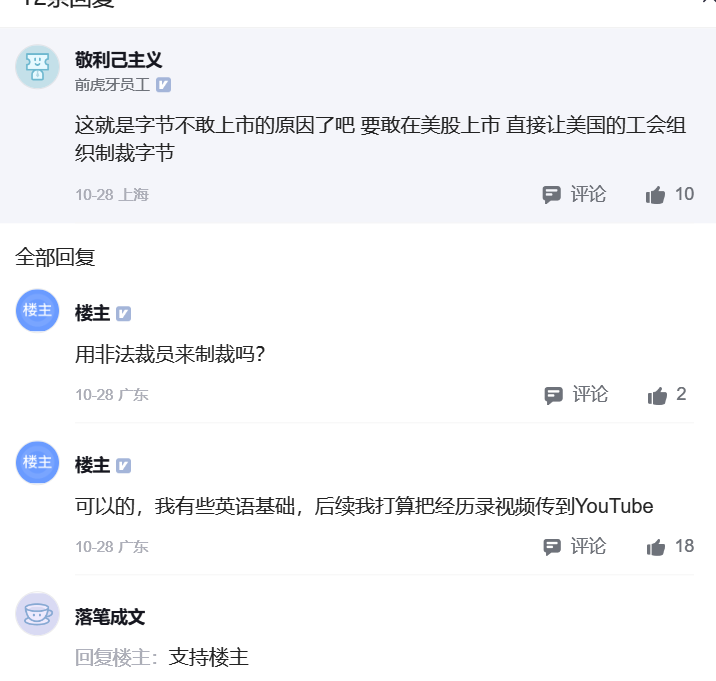 12条回复
敬利己主义
前虎牙员工
这就是字节不敢上市的原因了吧 要敢在美股上市 直接让美国的工会组
织制裁字节
10-28 上海 评论 10
全部回复
楼主 楼主
用非法裁员来制裁吗？
10-28 广东 评论 2
楼主 楼主
可以的，我有些英语基础，后续我打算把经历录视频传到YouTube
10-28 广东 评论 18
落笔成文
回复楼主：支持楼主